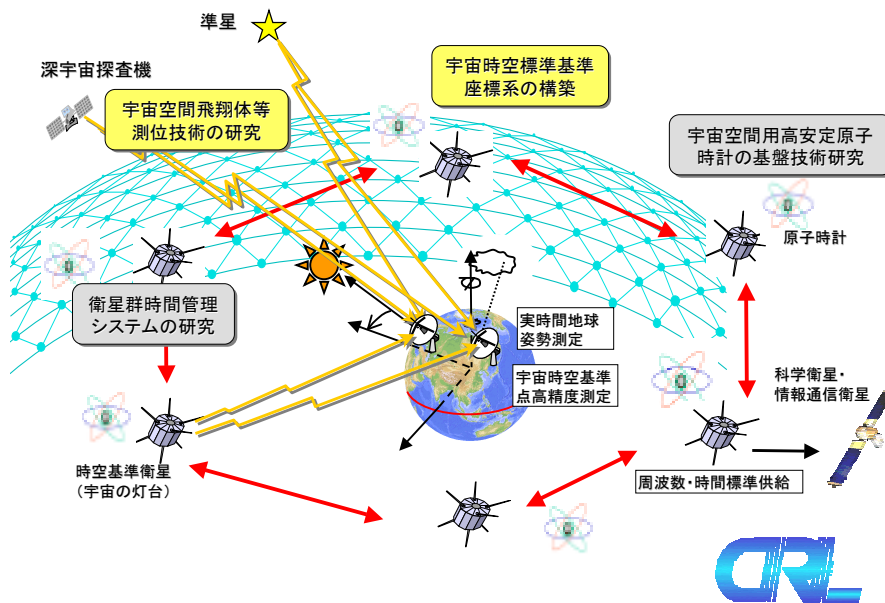 準星
深宇宙探査機
宇宙空間飛翔体等
測位技術の研究
宇宙時空標準基準
座標系の構築
宇宙空間用高安定原子
時計の基盤技術研究
原子時計
衛星群時間管理
システムの研究
実時間地球
姿勢測定
宇宙時空基準
点高精度測定
科学衛星・
情報通信衛星
時空基準衛星
（宇宙の灯台）
周波数・時間標準供給
CRL